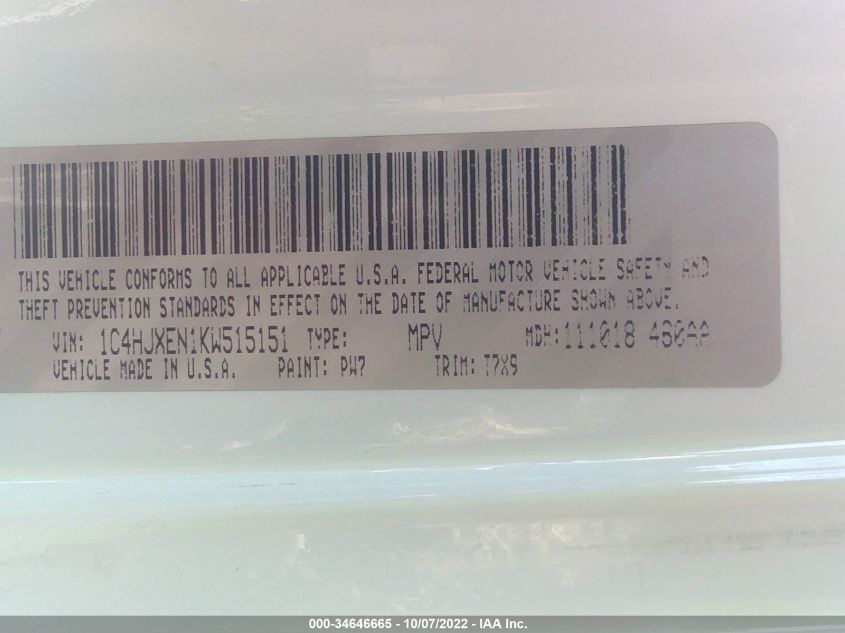 THIS VEHICLE CONFORMS TO ALL APPLICABLE U.S.A. FEDERAL MOTOR VEHICLE SAFETY AND
THEFT PREVENTION STANDARDS IN EFFECT ON THE DATE OF MANUFACTURE SHOWN ABOVE.
VIN: 1C4HJXEN1KW515151 TYPE: MPV MDH:111018 460AA
VEHICLE MADE IN U.S.A. PAINT: PW7 TRIM: T7X9
000-34646665 - 10/07/2022 - IAA Inc.